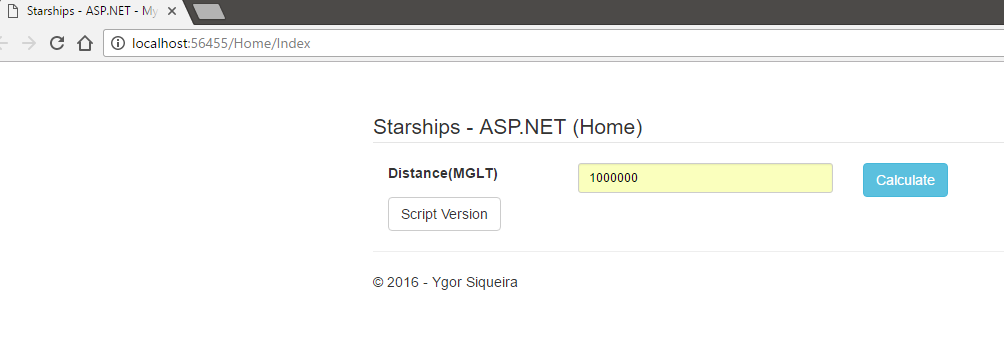 Starships - ASP.NET - My
localhost:56455/Home/Index
Starships - ASP.NET (Home)
Distance(MGLT) 1000000 Calculate
Script Version
© 2016 - Ygor Siqueira